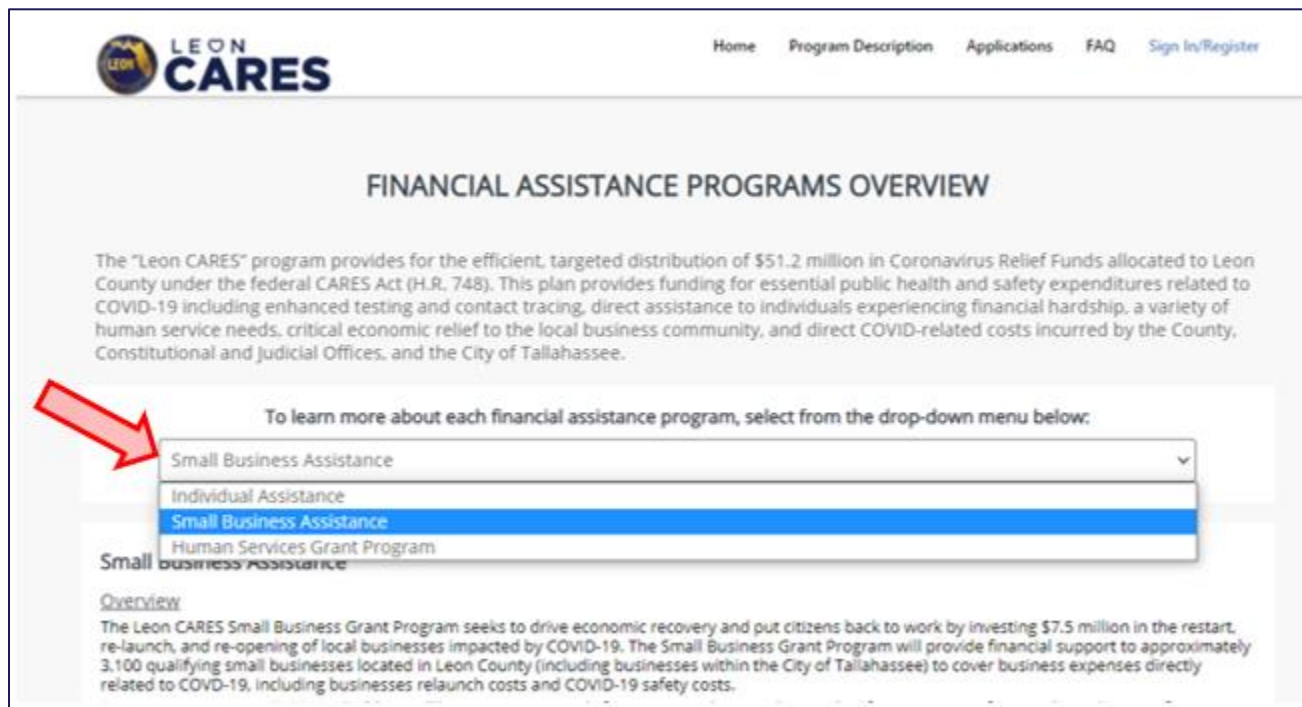 LEON
LEON
CARES
Home Program Description Applications FAQ Sign In/Register
FINANCIAL ASSISTANCE PROGRAMS OVERVIEW
The "Leon CARES" program provides for the efficient, targeted distribution of $51.2 million in Coronavirus Relief Funds allocated to Leon
County under the federal CARES Act (H.R. 748). This plan provides funding for essential public health and safety expenditures related to
COVID-19 including enhanced testing and contact tracing, direct assistance to individuals experiencing financial hardship, a variety of
human service needs, critical economic relief to the local business community, and direct COVID-related costs incurred by the County,
Constitutional and Judicial Offices, and the City of Tallahassee.
To learn more about each financial assistance program, select from the drop-down menu below:
Small Business Assistance
Individual Assistance
Small Business Assistance
Human Services Grant Program
Small Business Assistance
Overview
The Leon CARES Small Business Grant Program seeks to drive economic recovery and put citizens back to work by investing $7.5 million in the restart,
re-launch, and re-opening of local businesses impacted by COVID-19. The Small Business Grant Program will provide financial support to approximately
3,100 qualifying small businesses located in Leon County (including businesses within the City of Tallahassee) to cover business expenses directly
related to COVD-19, including businesses relaunch costs and COVID-19 safety costs.